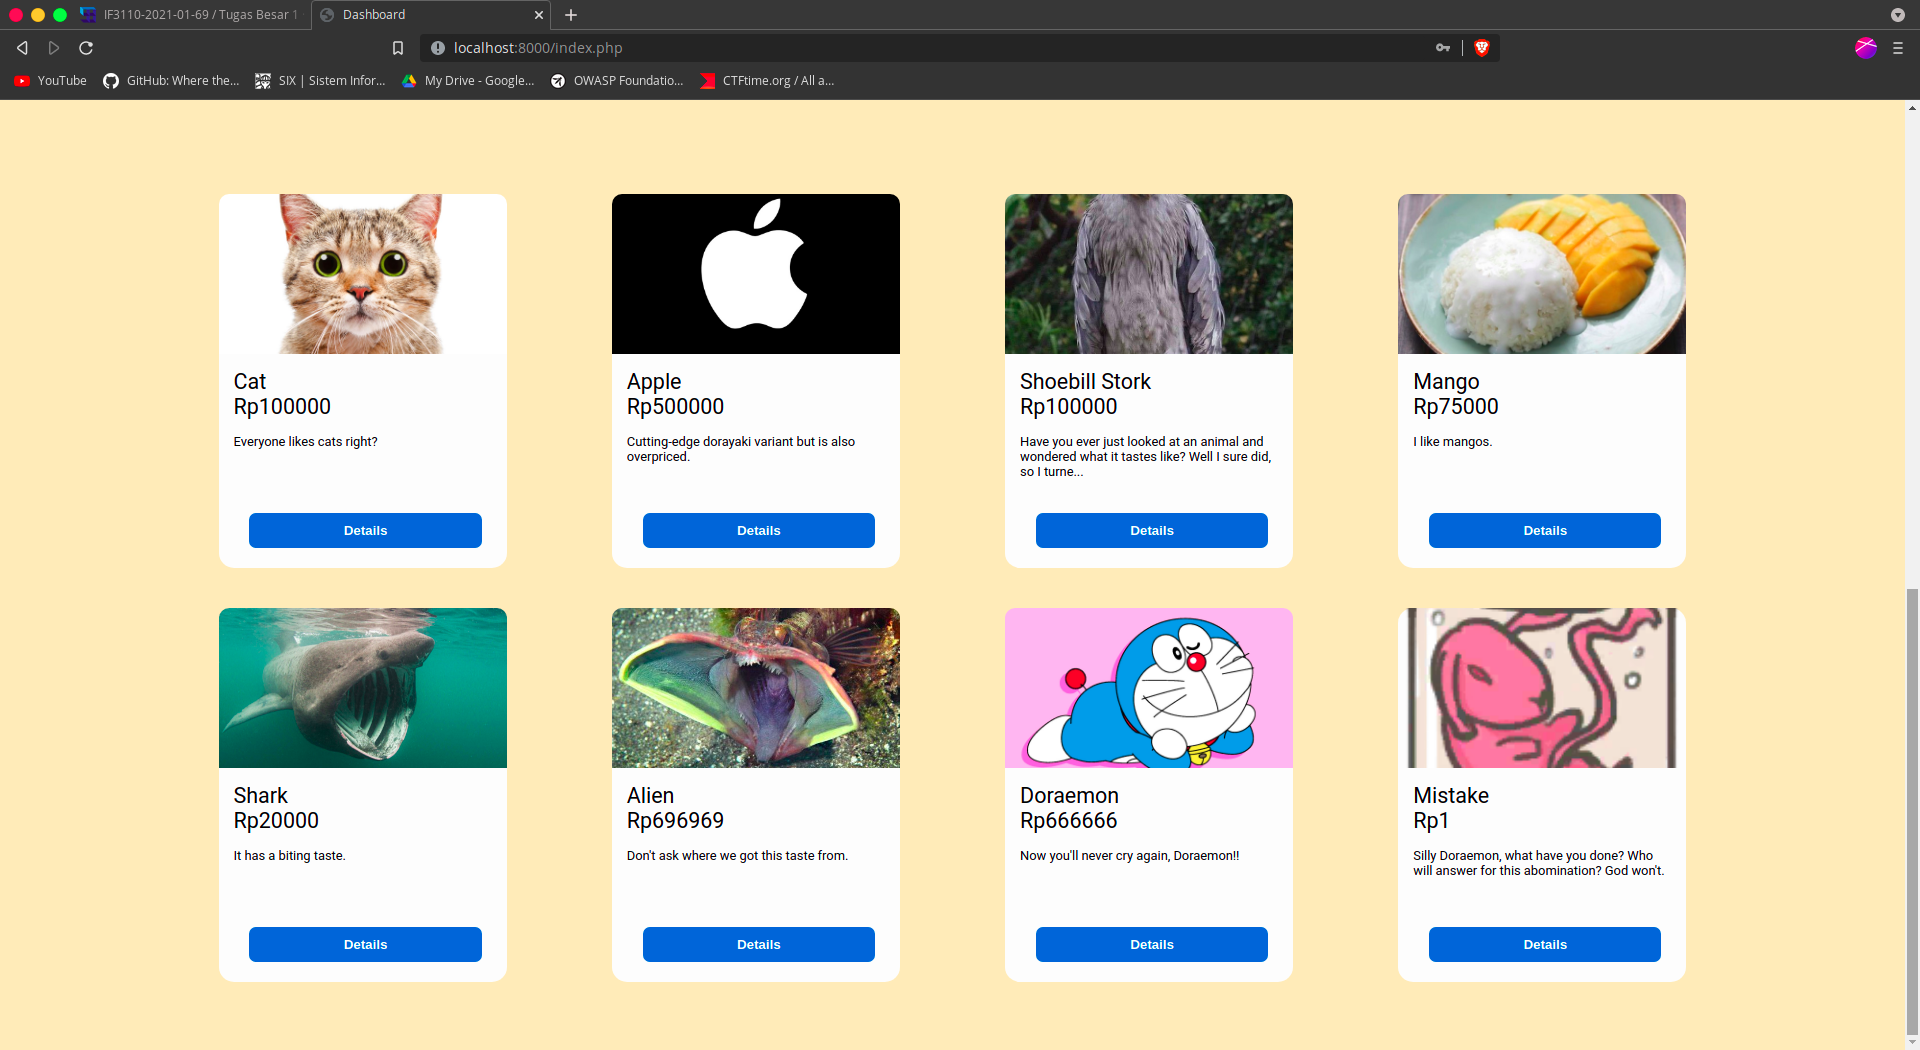 IF3110-2021-01-69 / Tugas Besar 1
Dashboard
localhost:8000/index.php
YouTube
GitHub: Where the...
SIX | Sistem Infor...
My Drive - Google...
OWASP Foundatio...
CTFtime.org / All a...
Cat
Rp100000
Everyone likes cats right?
Details
Apple
Rp500000
Cutting-edge dorayaki variant but is also
overpriced.
Details
Shoebill Stork
Rp100000
Have you ever just looked at an animal and
wondered what it tastes like? Well I sure did,
so I turne...
Details
Mango
Rp75000
I like mangos.
Details
Shark
Rp20000
It has a biting taste.
Details
Alien
Rp696969
Don't ask where we got this taste from.
Details
Doraemon
Rp666666
Now you'll never cry again, Doraemon!!
Details
Mistake
Rp1
Silly Doraemon, what have you done? Who
will answer for this abomination? God won't.
Details